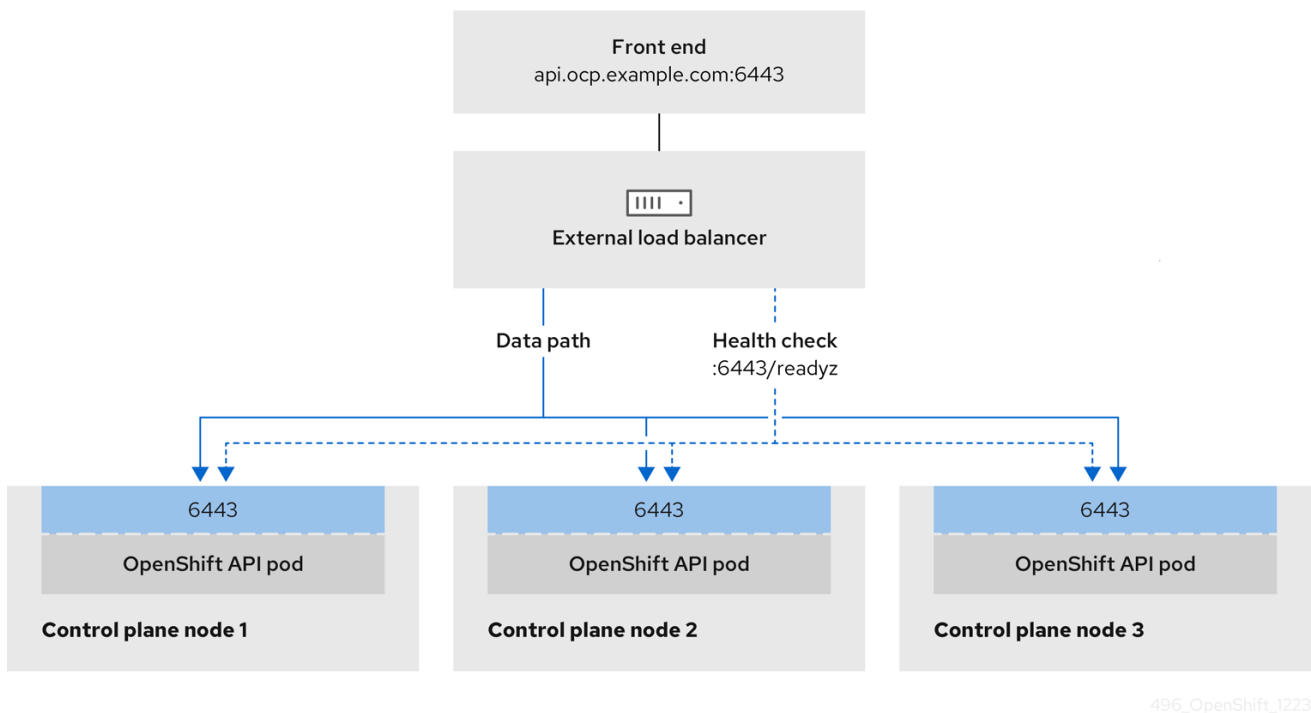 Front end
api.ocp.example.com:6443
External load balancer
Data path
Health check
:6443/readyz
6443
6443
6443
OpenShift API pod
OpenShift API pod
OpenShift API pod
Control plane node 1
Control plane node 2
Control plane node 3
496_OpenShift_1223